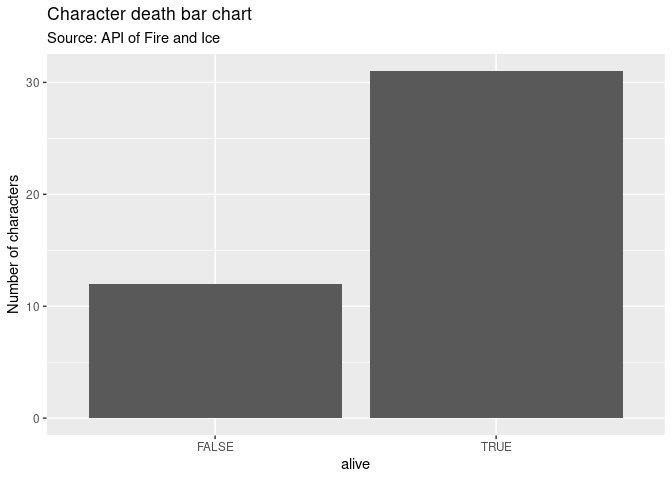 Character death bar chart
Source: API of Fire and Ice
Number of characters
30
20
10
0
FALSE
TRUE
alive